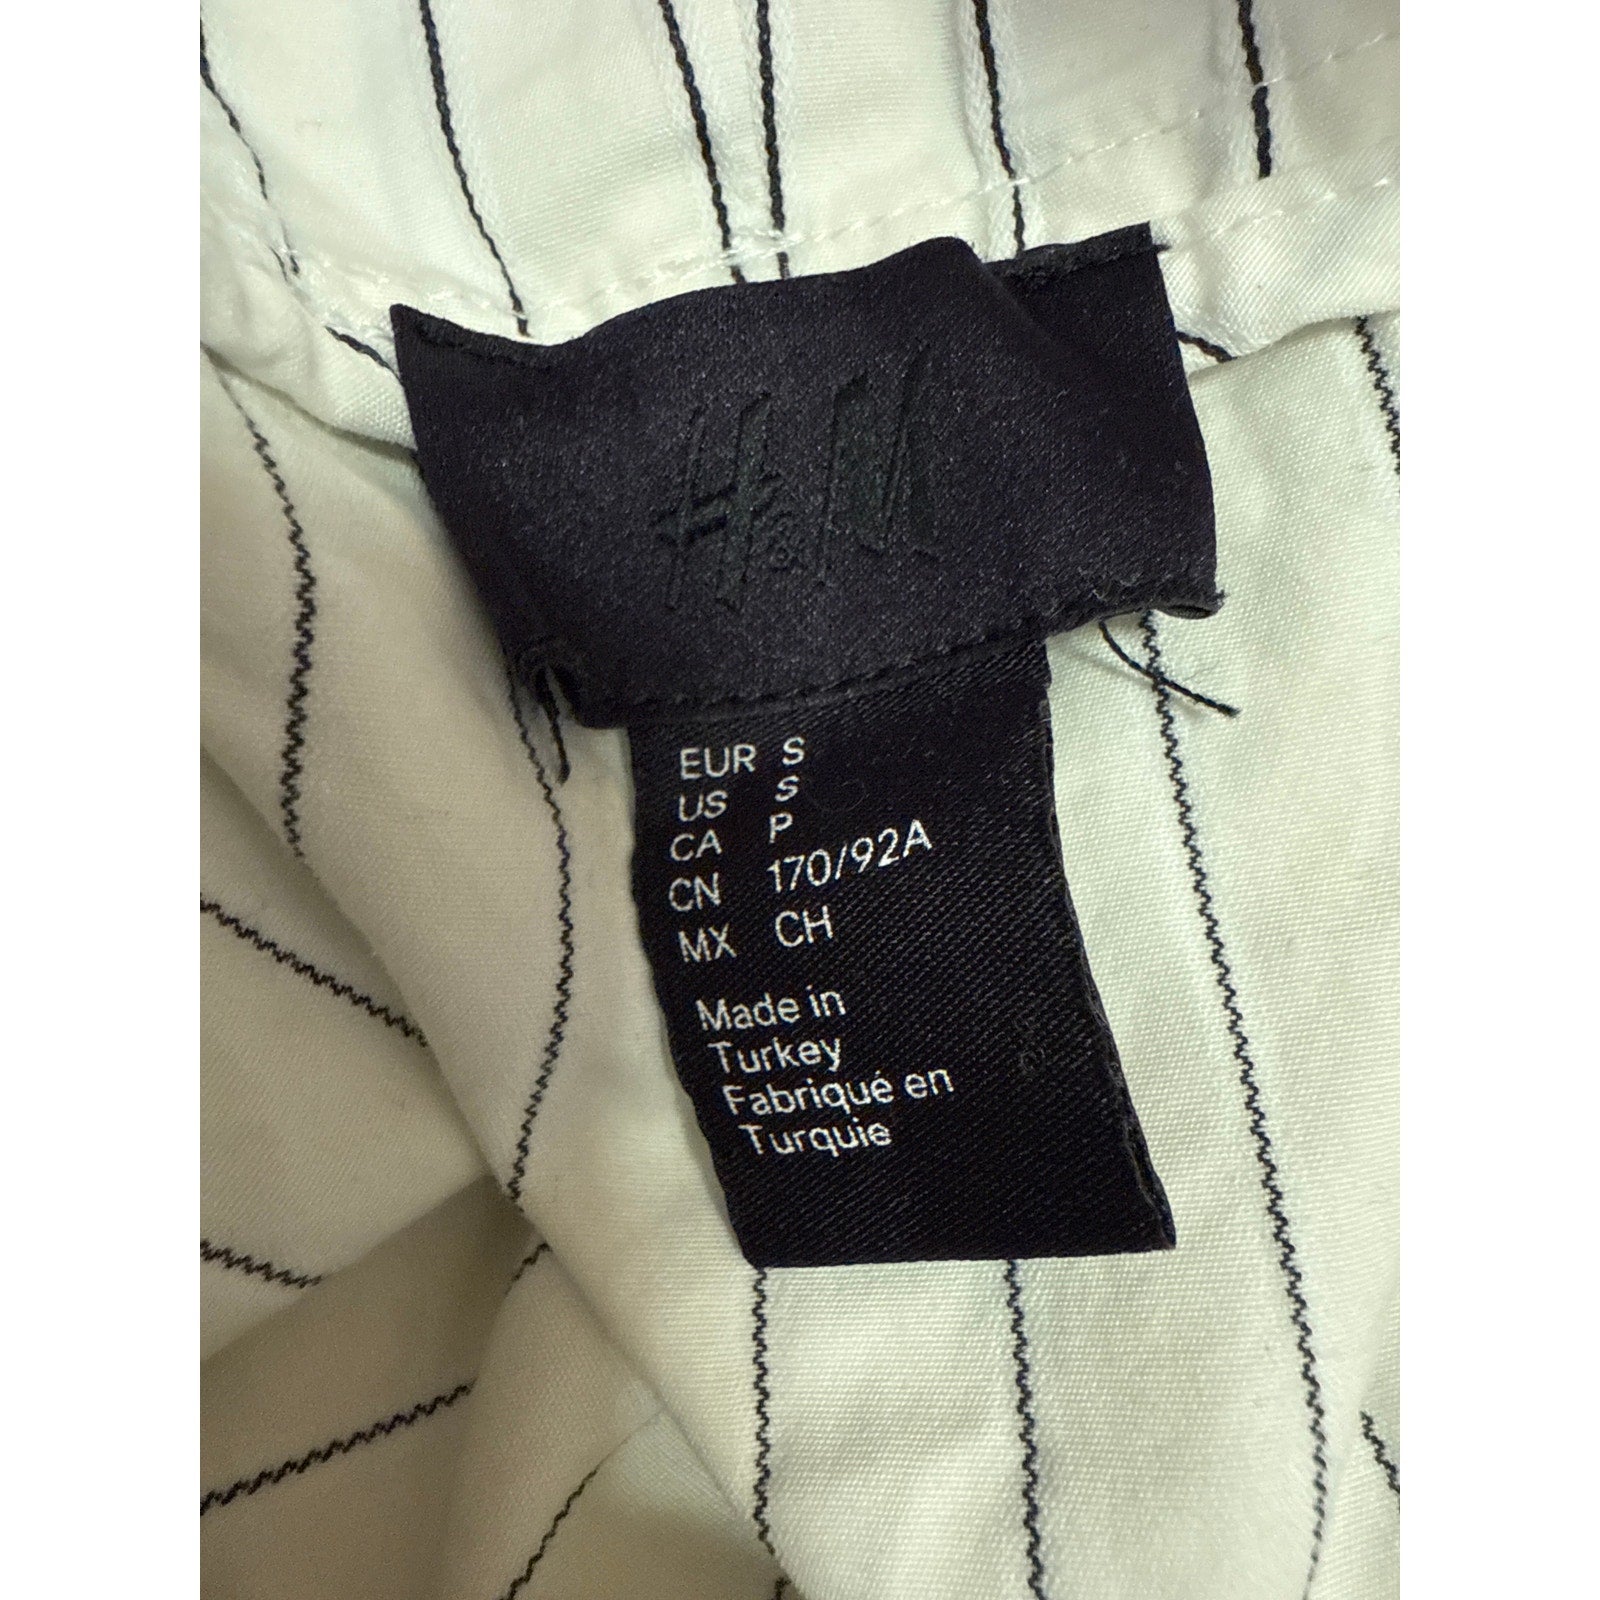 H&M
EUR S
US S
CA P
CN 170/92A
MX CH
Made in
Turkey
Fabriqué en
Turquie